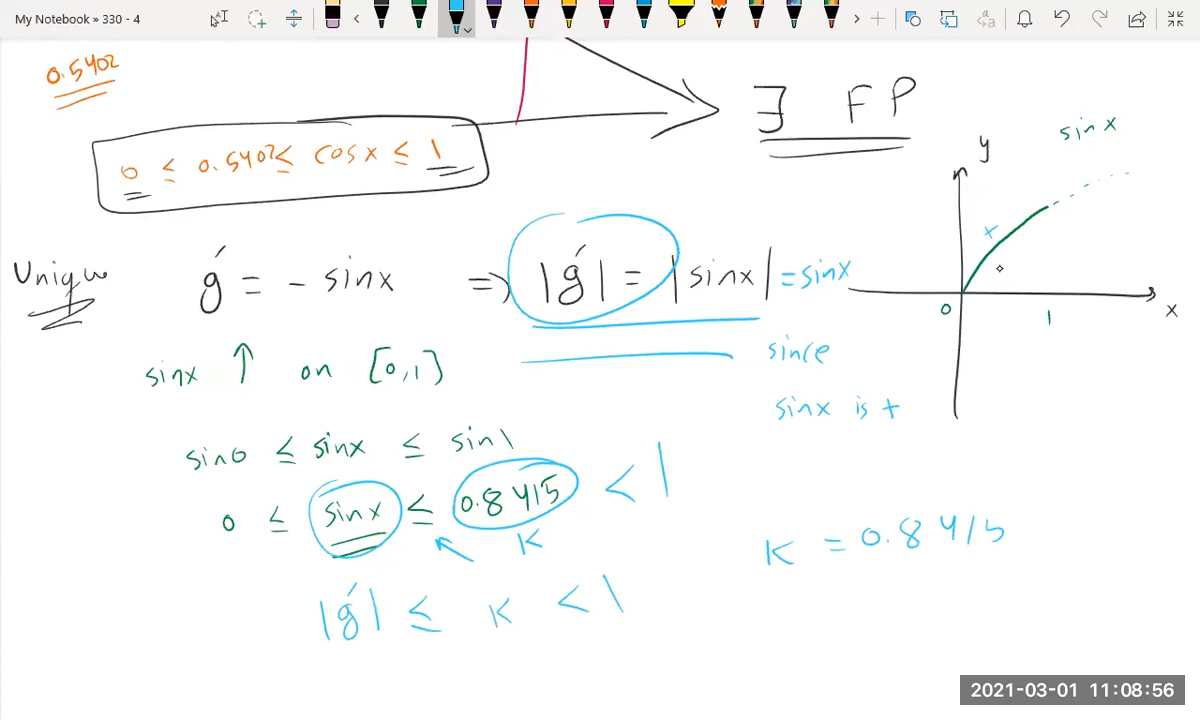 My Notebook » 330 - 4
0.5402
∃ FP
0 ≤ 0.5402 ≤ cos x ≤ 1
y
sin x
+
0
1
x
Unique
g′ = - sin x ⇒ |g′| = |sin x| = sin x
since
sin x is +
sin x ↑ on [0,1]
sin 0 ≤ sin x ≤ sin 1
0 ≤ sin x ≤ 0.8415 < 1
K
K = 0.8415
|g′| ≤ K < 1
2021-03-01 11:08:56